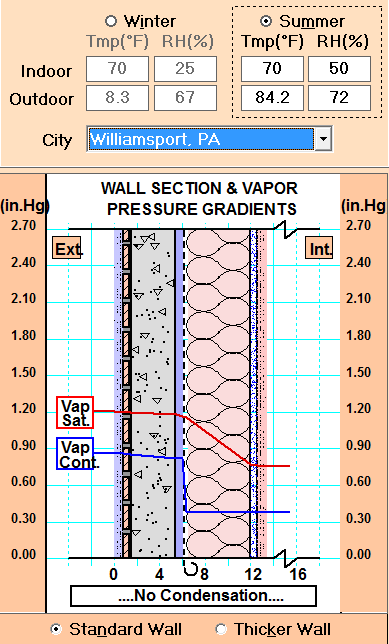 Winter Summer
Tmp(°F) RH(%) Tmp(°F) RH(%)
Indoor 70 25 70 50
Outdoor 8.3 67 84.2 72
City Williamsport, PA
WALL SECTION & VAPOR
PRESSURE GRADIENTS
(in.Hg) (in.Hg)
2.70 2.70
Ext. Int.
2.40 2.40
2.10 2.10
1.80 1.80
1.50 1.50
1.20 1.20
Vap
Sat.
0.90 0.90
Vap
Cont.
0.60 0.60
0.30 0.30
0.00 0.00
0 4 8 12 16
....No Condensation....
Standard Wall Thicker Wall